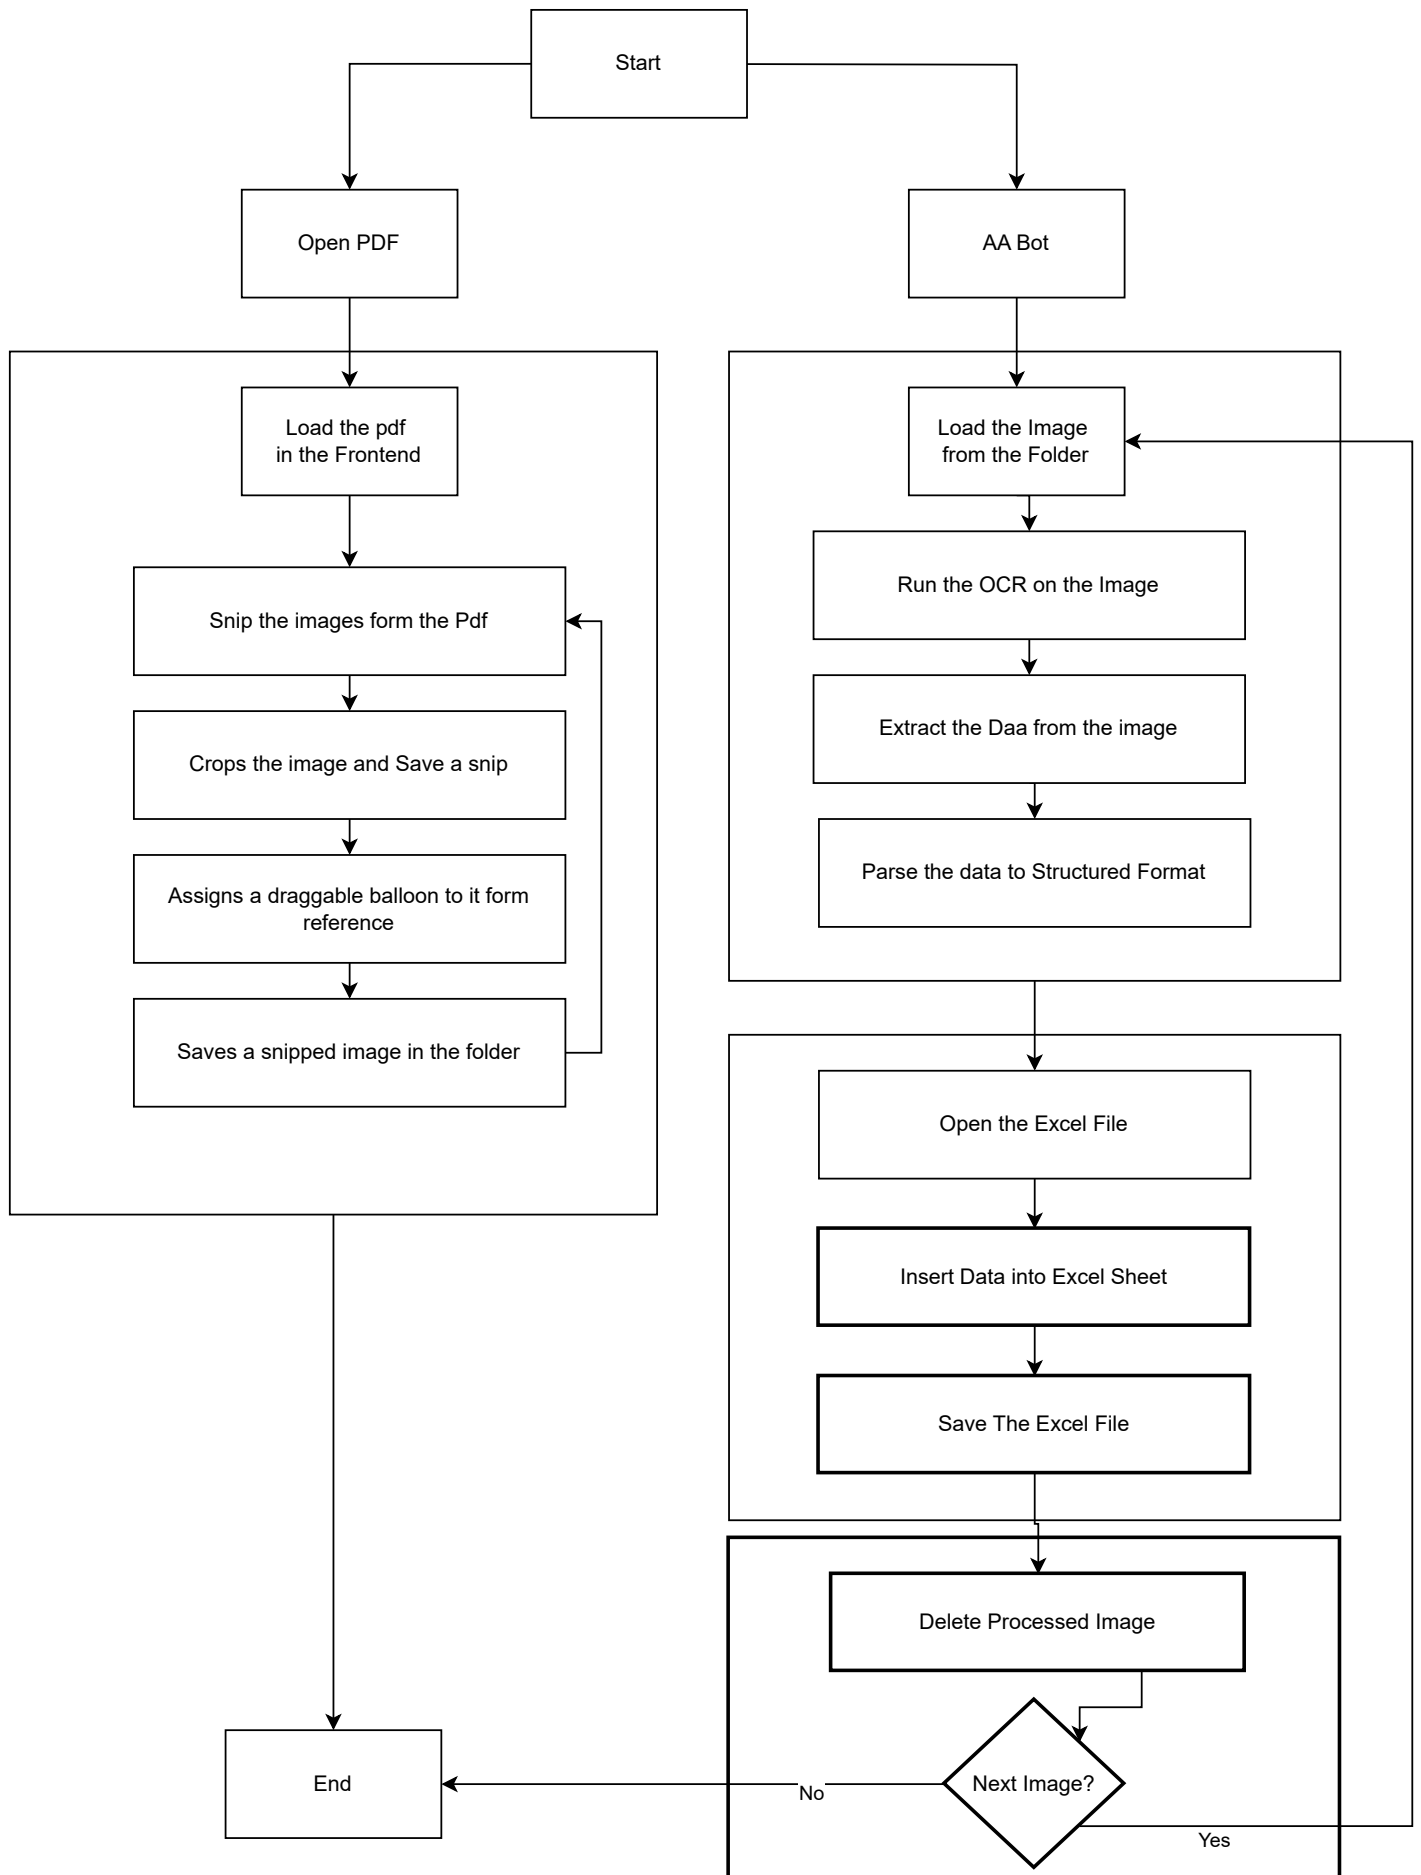 Start
Open PDF
AA Bot
Load the pdf
in the Frontend
Load the Image
from the Folder
Snip the images form the Pdf
Run the OCR on the Image
Crops the image and Save a snip
Extract the Daa from the image
Assigns a draggable balloon to it form
reference
Parse the data to Structured Format
Saves a snipped image in the folder
Open the Excel File
Insert Data into Excel Sheet
Save The Excel File
Delete Processed Image
Next Image?
End
No
Yes